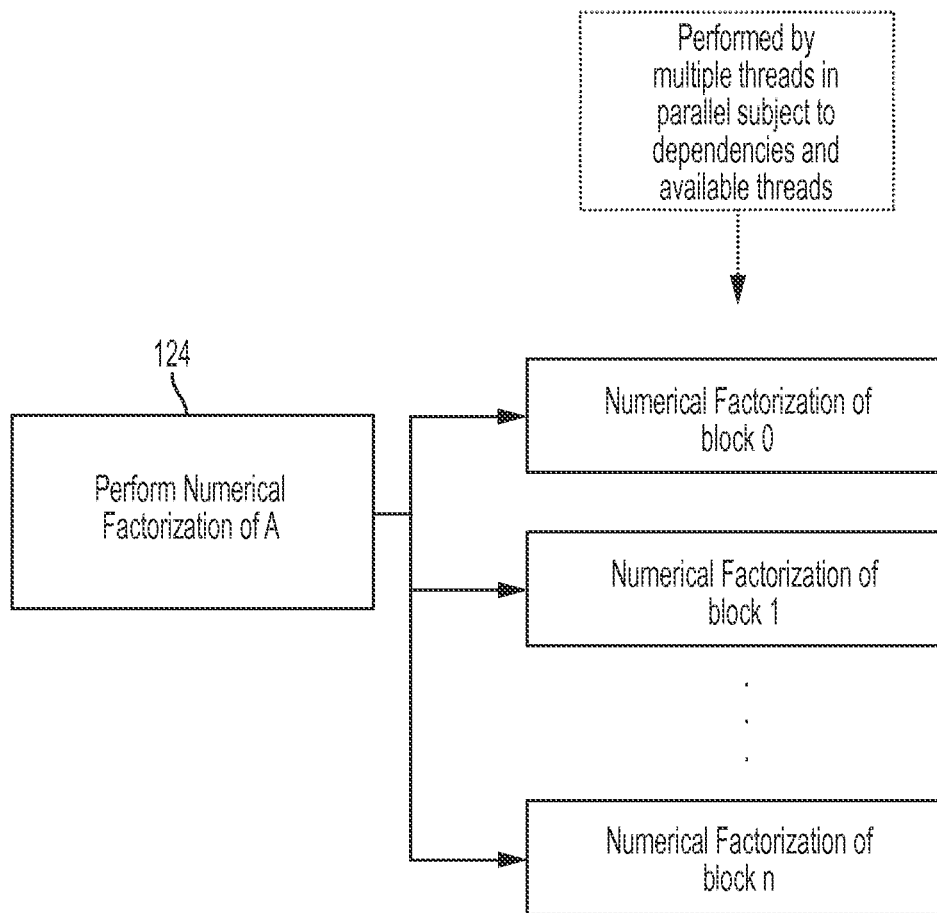 Performed by
multiple threads in
parallel subject to
dependencies and
available threads
124
Perform Numerical
Factorization of A
Numerical Factorization of
block 0
Numerical Factorization of
block 1
Numerical Factorization of
block n